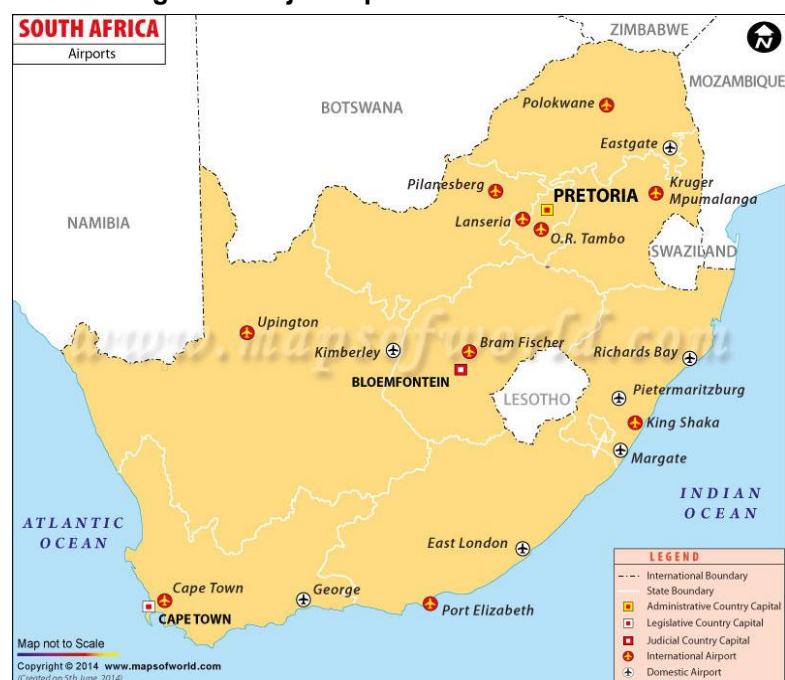 SOUTH AFRICA
Airports
ZIMBABWE
N
BOTSWANA
MOZAMBIQUE
Polokwane
Eastgate
Pilanesberg
PRETORIA
Kruger
Mpumalanga
Lanseria
O.R. Tambo
NAMIBIA
SWAZILAND
Upington
www.mapsofworld.com
Kimberley
Bram Fischer
Richards Bay
BLOEMFONTEIN
LESOTHO
Pietermaritzburg
King Shaka
Margate
INDIAN
OCEAN
ATLANTIC
OCEAN
East London
Cape Town
George
Port Elizabeth
CAPE TOWN
LEGEND
International Boundary
State Boundary
Administrative Country Capital
Legislative Country Capital
Judicial Country Capital
International Airport
Domestic Airport
Map not to Scale
Copyright © 2014 www.mapsofworld.com
(Created on 5th June, 2014)